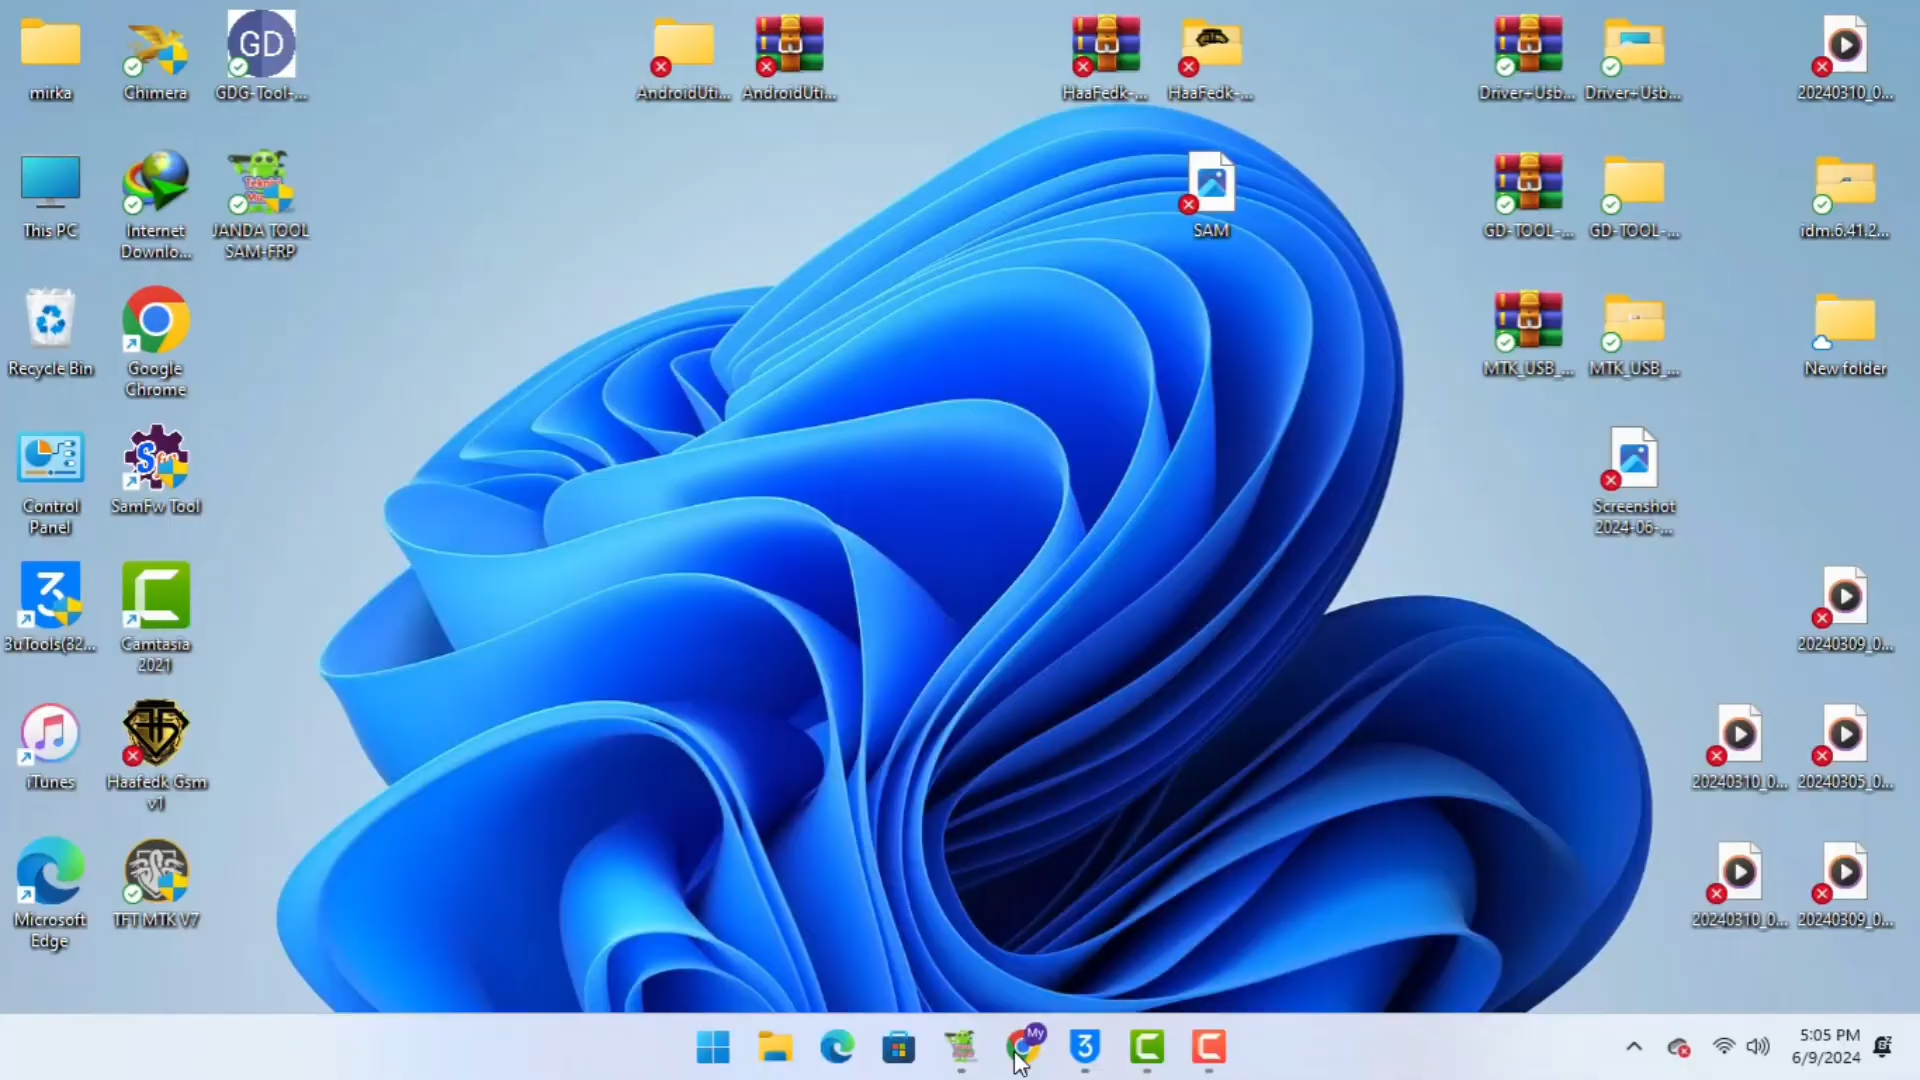 mirka
Chimera
GDG-Tool-...
AndroidUti...
AndroidUti...
HaaFedk-...
HaaFedk-...
Driver+Usb...
Driver+Usb...
20240310_0...
GD
This PC
Internet
Downlo...
JANDA TOOL
SAM-FRP
SAM
GD-TOOL-...
GD-TOOL-...
idm.6.41.2...
Recycle Bin
Google
Chrome
MTK_USB_...
MTK_USB_...
New folder
Control
Panel
SamFw Tool
Screenshot
2024-06-...
3uTools(32...
Camtasia
2021
20240309_0...
iTunes
Haafedk Gsm
v1
20240310_0...
20240305_0...
Microsoft
Edge
TFT MTK V7
20240310_0...
20240309_0...
My
5:05 PM
6/9/2024